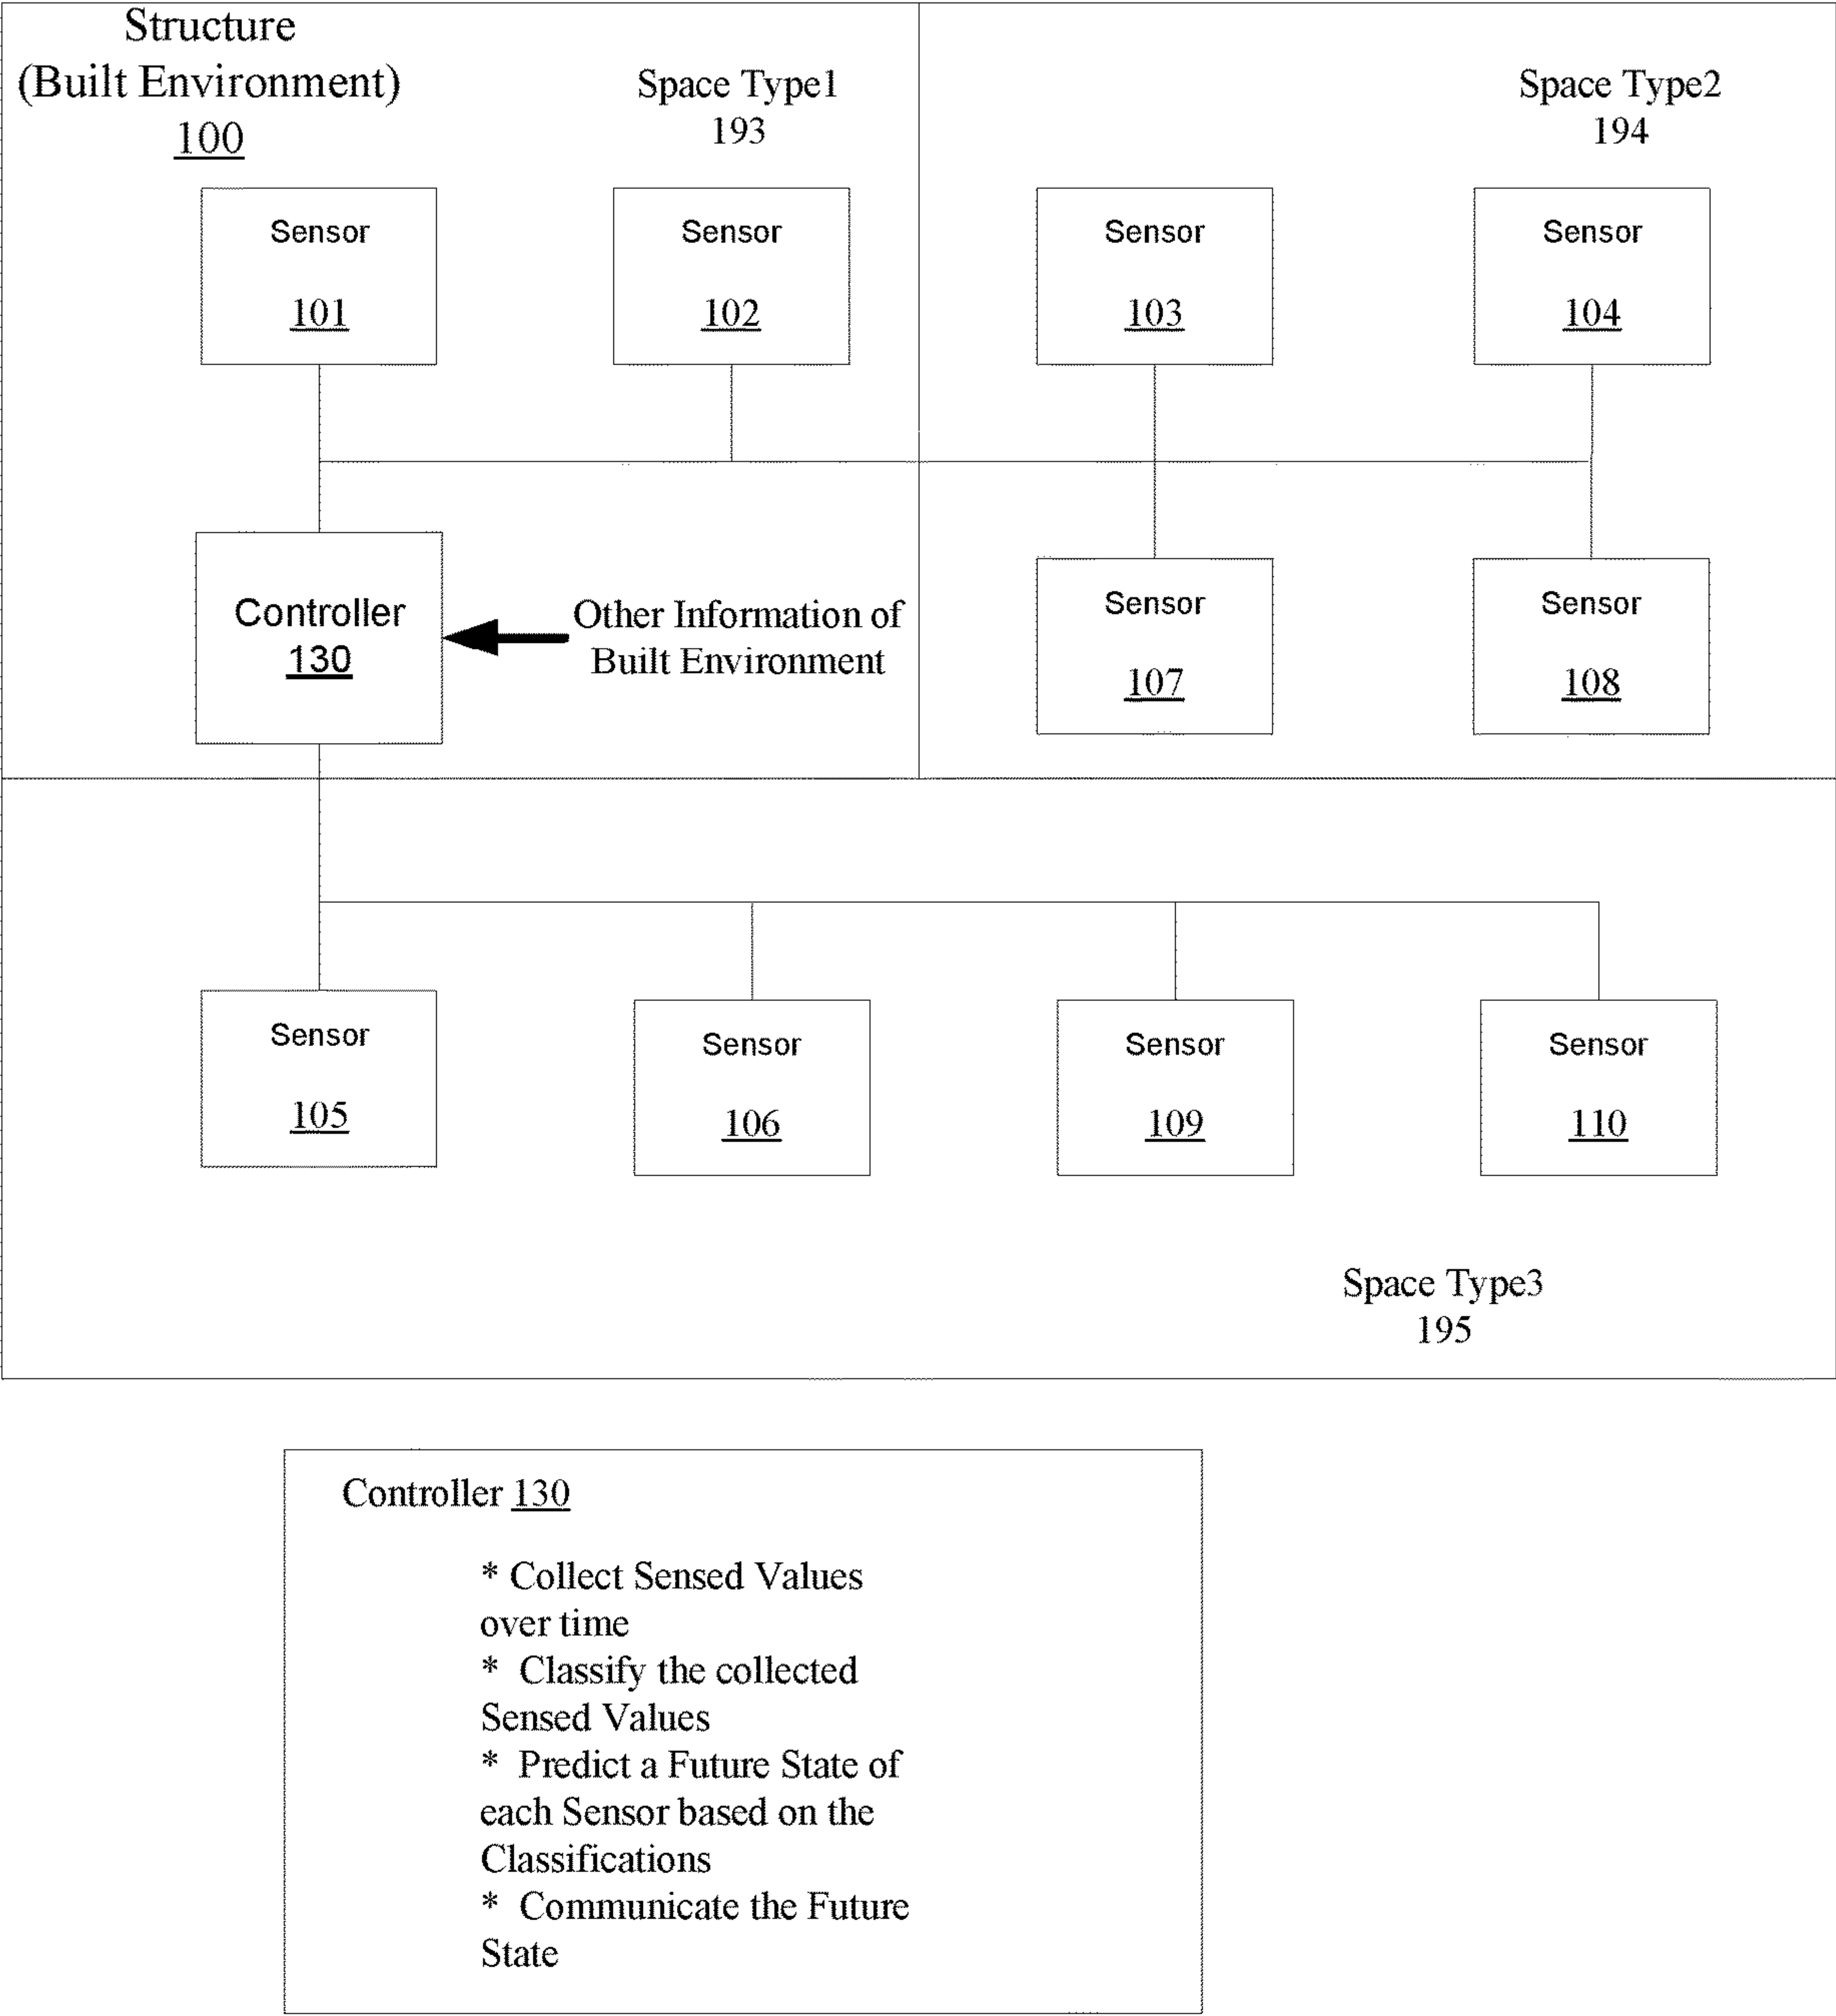 Structure
(Built Environment)
100
Space Type1
193
Space Type2
194
Sensor
101
Sensor
102
Sensor
103
Sensor
104
Controller
130
Other Information of
Built Environment
Sensor
107
Sensor
108
Sensor
105
Sensor
106
Sensor
109
Sensor
110
Space Type3
195
Controller 130
* Collect Sensed Values
over time
* Classify the collected
Sensed Values
* Predict a Future State of
each Sensor based on the
Classifications
* Communicate the Future
State